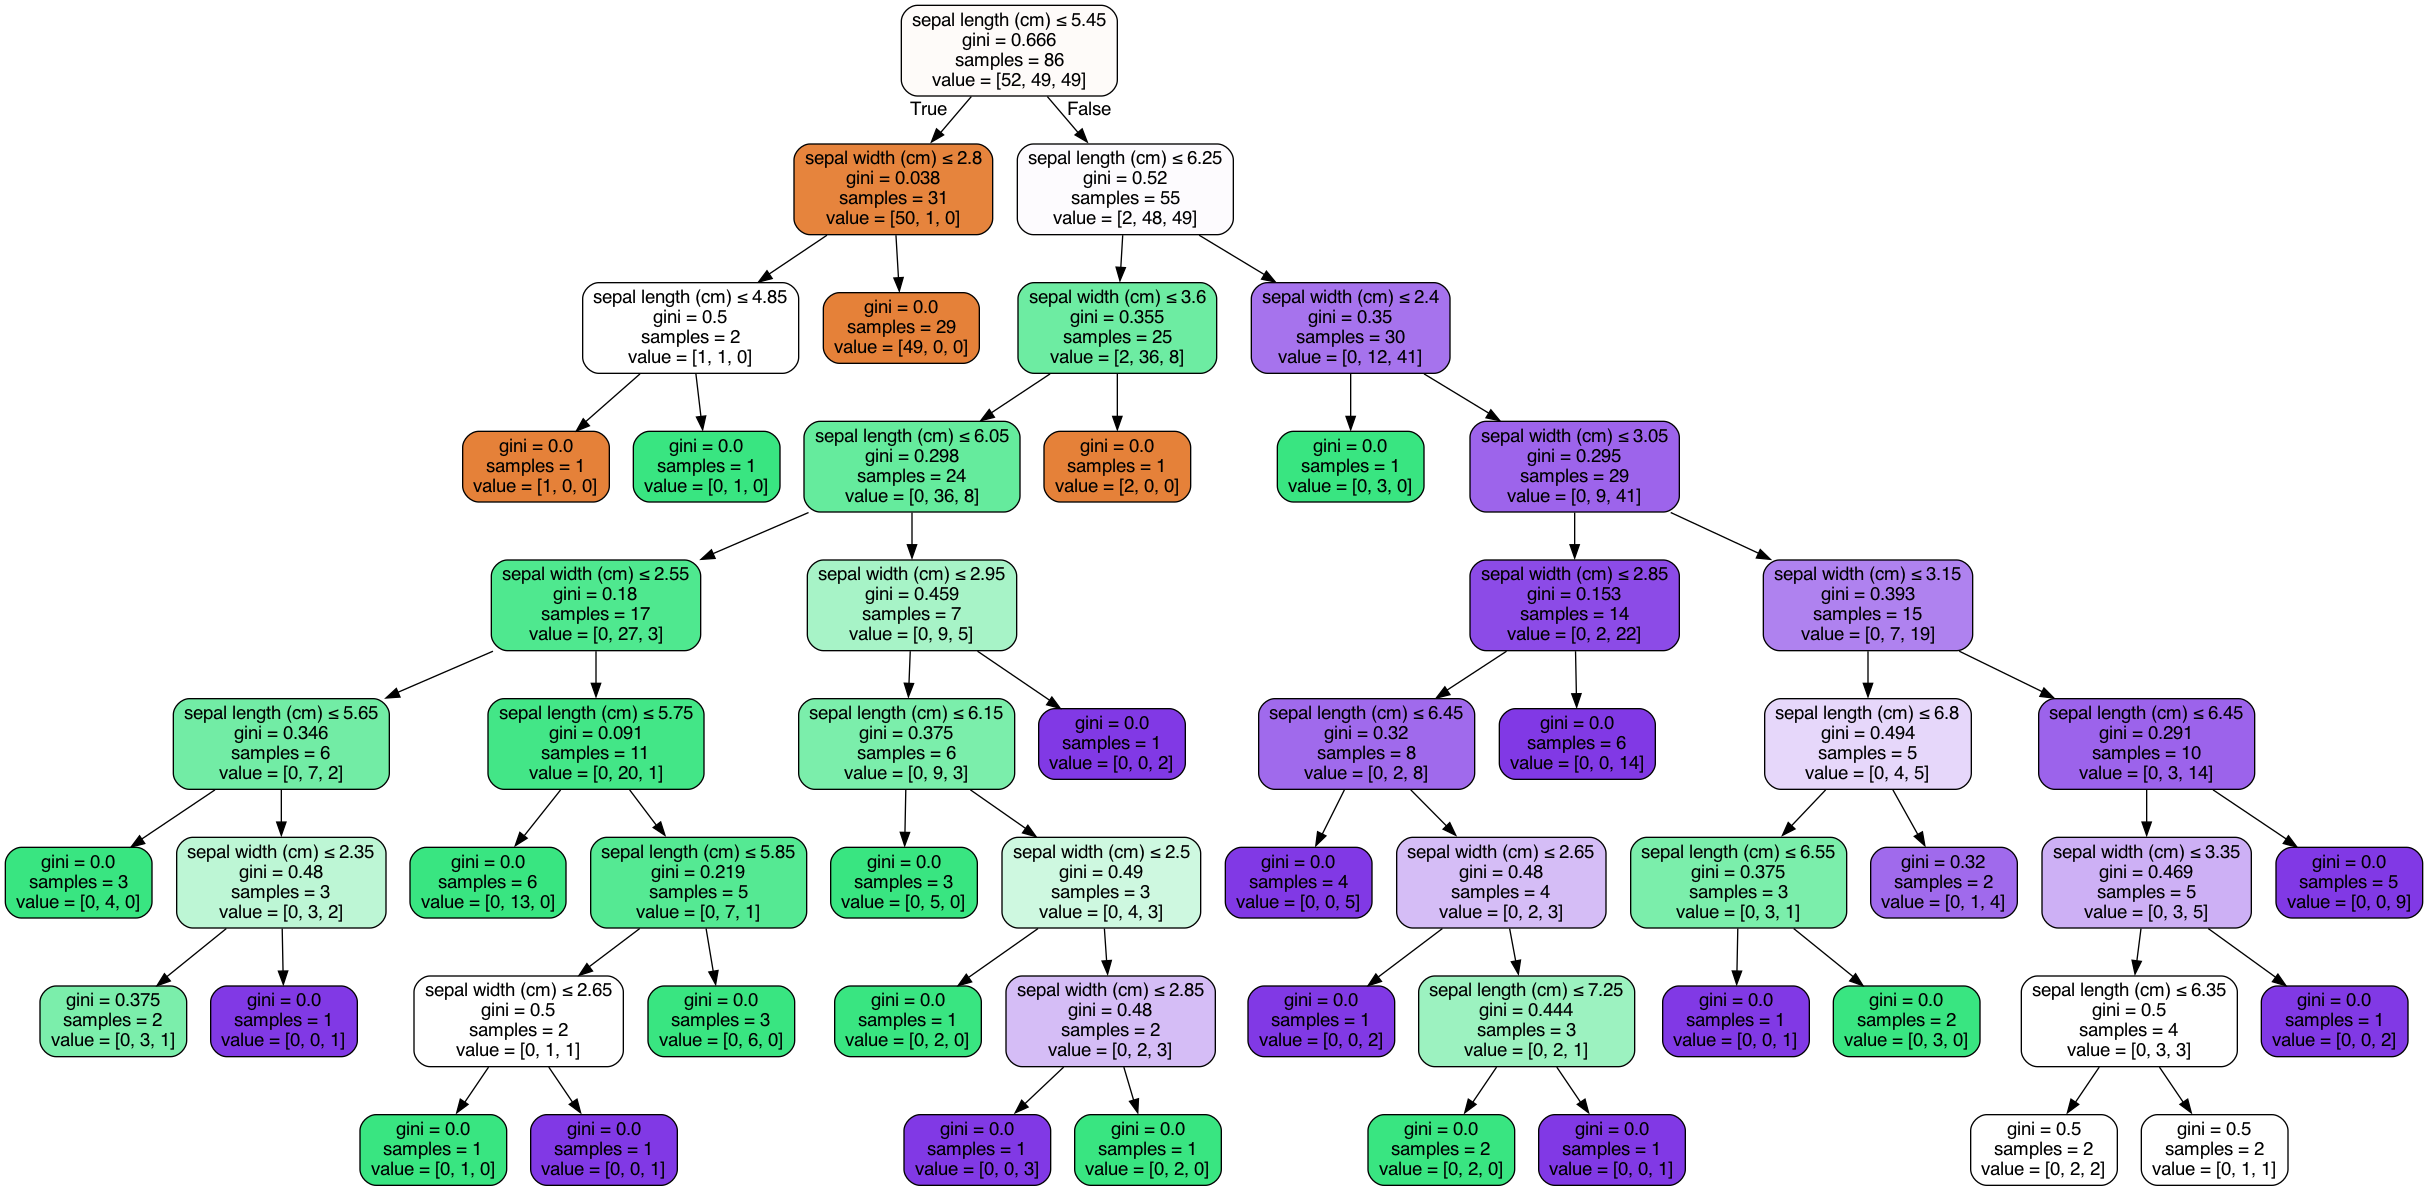 sepal length (cm) ≤ 5.45
gini = 0.666
samples = 86
value = [52, 49, 49]
True
False
sepal width (cm) ≤ 2.8
gini = 0.038
samples = 31
value = [50, 1, 0]
sepal length (cm) ≤ 6.25
gini = 0.52
samples = 55
value = [2, 48, 49]
sepal length (cm) ≤ 4.85
gini = 0.5
samples = 2
value = [1, 1, 0]
gini = 0.0
samples = 29
value = [49, 0, 0]
sepal width (cm) ≤ 3.6
gini = 0.355
samples = 25
value = [2, 36, 8]
sepal width (cm) ≤ 2.4
gini = 0.35
samples = 30
value = [0, 12, 41]
gini = 0.0
samples = 1
value = [1, 0, 0]
gini = 0.0
samples = 1
value = [0, 1, 0]
sepal length (cm) ≤ 6.05
gini = 0.298
samples = 24
value = [0, 36, 8]
gini = 0.0
samples = 1
value = [2, 0, 0]
gini = 0.0
samples = 1
value = [0, 3, 0]
sepal width (cm) ≤ 3.05
gini = 0.295
samples = 29
value = [0, 9, 41]
sepal width (cm) ≤ 2.55
gini = 0.18
samples = 17
value = [0, 27, 3]
sepal width (cm) ≤ 2.95
gini = 0.459
samples = 7
value = [0, 9, 5]
sepal width (cm) ≤ 2.85
gini = 0.153
samples = 14
value = [0, 2, 22]
sepal width (cm) ≤ 3.15
gini = 0.393
samples = 15
value = [0, 7, 19]
sepal length (cm) ≤ 5.65
gini = 0.346
samples = 6
value = [0, 7, 2]
sepal length (cm) ≤ 5.75
gini = 0.091
samples = 11
value = [0, 20, 1]
sepal length (cm) ≤ 6.15
gini = 0.375
samples = 6
value = [0, 9, 3]
gini = 0.0
samples = 1
value = [0, 0, 2]
sepal length (cm) ≤ 6.45
gini = 0.32
samples = 8
value = [0, 2, 8]
gini = 0.0
samples = 6
value = [0, 0, 14]
sepal length (cm) ≤ 6.8
gini = 0.494
samples = 5
value = [0, 4, 5]
sepal length (cm) ≤ 6.45
gini = 0.291
samples = 10
value = [0, 3, 14]
gini = 0.0
samples = 3
value = [0, 4, 0]
sepal width (cm) ≤ 2.35
gini = 0.48
samples = 3
value = [0, 3, 2]
gini = 0.0
samples = 6
value = [0, 13, 0]
sepal length (cm) ≤ 5.85
gini = 0.219
samples = 5
value = [0, 7, 1]
gini = 0.0
samples = 3
value = [0, 5, 0]
sepal width (cm) ≤ 2.5
gini = 0.49
samples = 3
value = [0, 4, 3]
gini = 0.0
samples = 4
value = [0, 0, 5]
sepal width (cm) ≤ 2.65
gini = 0.48
samples = 4
value = [0, 2, 3]
sepal length (cm) ≤ 6.55
gini = 0.375
samples = 3
value = [0, 3, 1]
gini = 0.32
samples = 2
value = [0, 1, 4]
sepal width (cm) ≤ 3.35
gini = 0.469
samples = 5
value = [0, 3, 5]
gini = 0.0
samples = 5
value = [0, 0, 9]
gini = 0.375
samples = 2
value = [0, 3, 1]
gini = 0.0
samples = 1
value = [0, 0, 1]
sepal width (cm) ≤ 2.65
gini = 0.5
samples = 2
value = [0, 1, 1]
gini = 0.0
samples = 3
value = [0, 6, 0]
gini = 0.0
samples = 1
value = [0, 2, 0]
sepal width (cm) ≤ 2.85
gini = 0.48
samples = 2
value = [0, 2, 3]
gini = 0.0
samples = 1
value = [0, 0, 2]
sepal length (cm) ≤ 7.25
gini = 0.444
samples = 3
value = [0, 2, 1]
gini = 0.0
samples = 1
value = [0, 0, 1]
gini = 0.0
samples = 2
value = [0, 3, 0]
sepal length (cm) ≤ 6.35
gini = 0.5
samples = 4
value = [0, 3, 3]
gini = 0.0
samples = 1
value = [0, 0, 2]
gini = 0.0
samples = 1
value = [0, 1, 0]
gini = 0.0
samples = 1
value = [0, 0, 1]
gini = 0.0
samples = 1
value = [0, 0, 3]
gini = 0.0
samples = 1
value = [0, 2, 0]
gini = 0.0
samples = 2
value = [0, 2, 0]
gini = 0.0
samples = 1
value = [0, 0, 1]
gini = 0.5
samples = 2
value = [0, 2, 2]
gini = 0.5
samples = 2
value = [0, 1, 1]